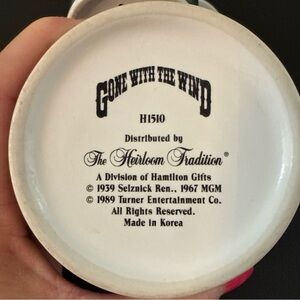 GONE WITH THE WIND
H1510
Distributed by
The Heirloom Tradition®
A Division of Hamilton Gifts
© 1939 Selznick Ren., 1967 MGM
© 1989 Turner Entertainment Co.
All Rights Reserved.
Made in Korea